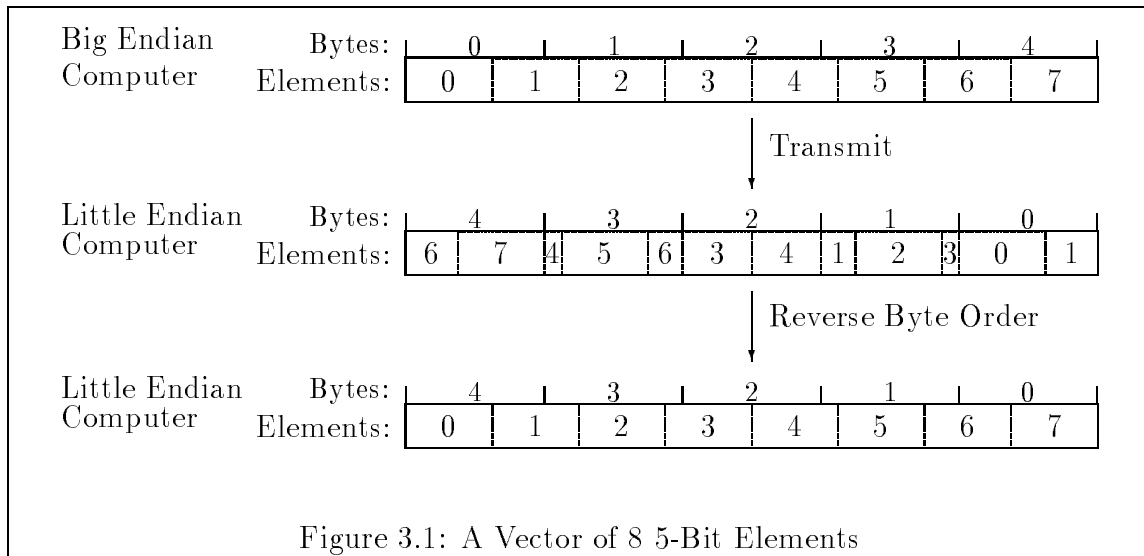 Big Endian Bytes: 0 1 2 3 4
Computer Elements: 0 1 2 3 4 5 6 7
Transmit
Little Endian Bytes: 4 3 2 1 0
Computer Elements: 6 7 4 5 6 3 4 1 2 3 0 1
Reverse Byte Order
Little Endian Bytes: 4 3 2 1 0
Computer Elements: 0 1 2 3 4 5 6 7
Figure 3.1: A Vector of 8 5-Bit Elements